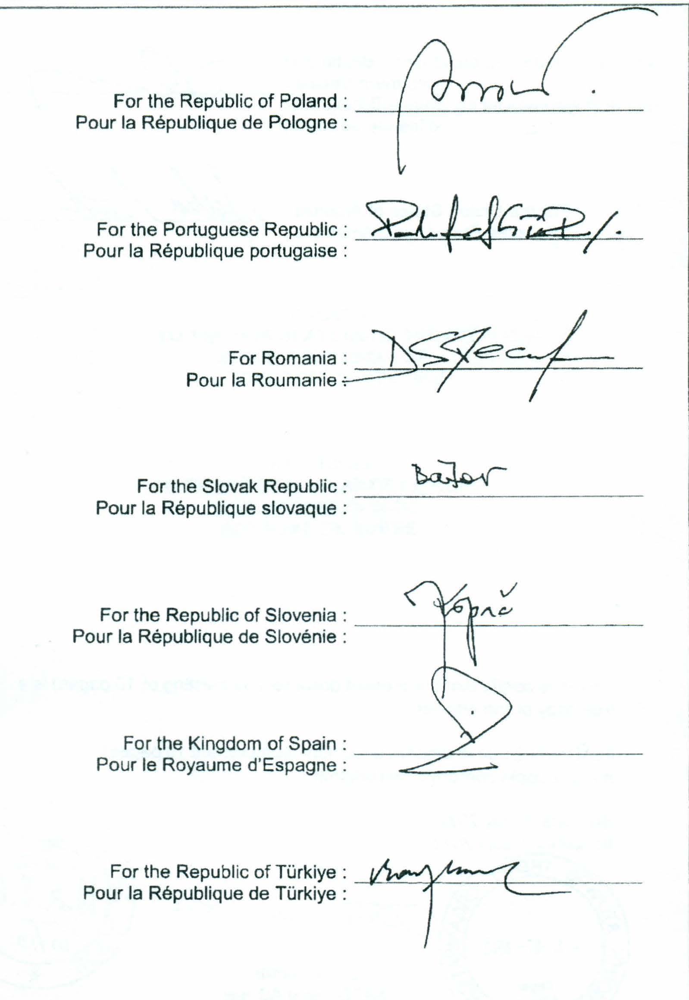 For the Republic of Poland :
Pour la République de Pologne :
For the Portuguese Republic :
Pour la République portugaise :
For Romania :
Pour la Roumanie :
For the Slovak Republic :
Pour la République slovaque :
For the Republic of Slovenia :
Pour la République de Slovénie :
For the Kingdom of Spain :
Pour le Royaume d'Espagne :
For the Republic of Türkiye :
Pour la République de Türkiye :